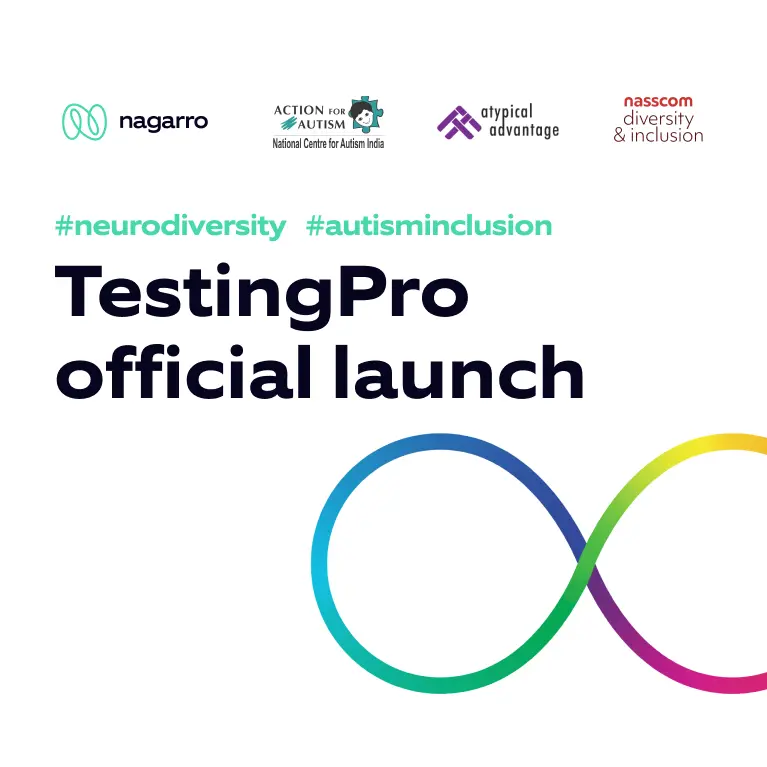 nagarro
ACTION FOR
AUTISM
National Centre for Autism India
atypical
advantage
nasscom
diversity
& inclusion
#neurodiversity #autisminclusion
TestingPro
official launch